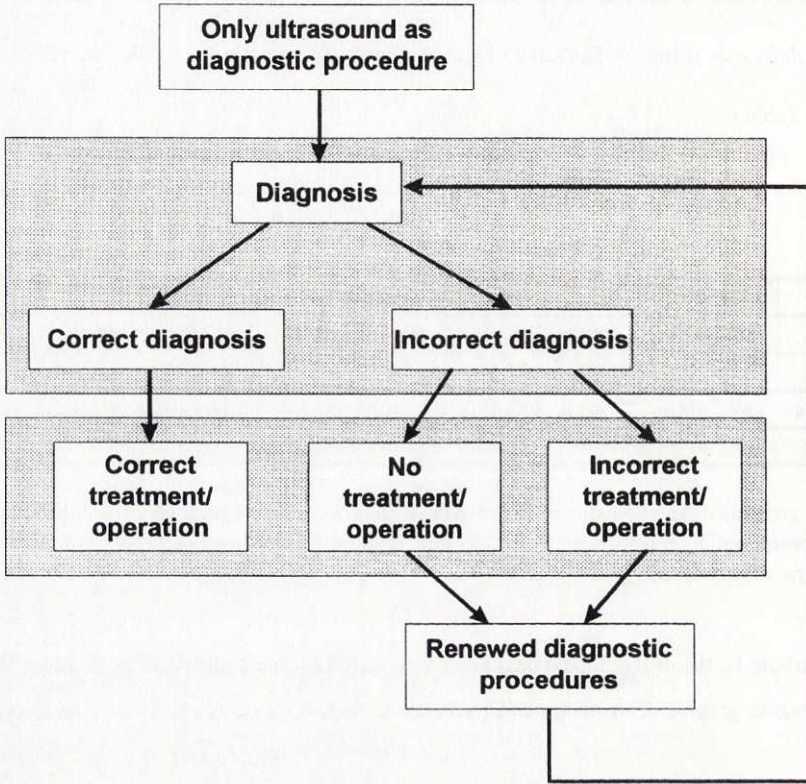 Only ultrasound as
diagnostic procedure
Diagnosis
Correct diagnosis
Incorrect diagnosis
Correct
treatment/
operation
No
treatment/
operation
Incorrect
treatment/
operation
Renewed diagnostic
procedures